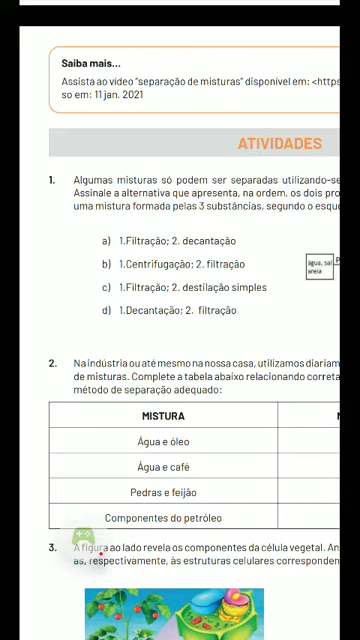 Saiba mais...
Assista ao vídeo "separação de misturas" disponível em: <https
so em: 11 jan. 2021
ATIVIDADES
1. Algumas misturas só podem ser separadas utilizando-se
Assinale a alternativa que apresenta, na ordem, os dois pro
uma mistura formada pelas 3 substâncias, segundo o esque
a) 1.Filtração; 2. decantação
b) 1.Centrifugação; 2. filtração
água, sal
areia
c) 1.Filtração; 2. destilação simples
d) 1.Decantação; 2. filtração
2. Na indústria ou até mesmo na nossa casa, utilizamos diariam
de misturas. Complete a tabela abaixo relacionando correta
método de separação adequado:
MISTURA
Água e óleo
Água e café
Pedras e feijão
Componentes do petróleo
3. A figura ao lado revela os componentes da célula vegetal. An
as, respectivamente, às estruturas celulares corresponden